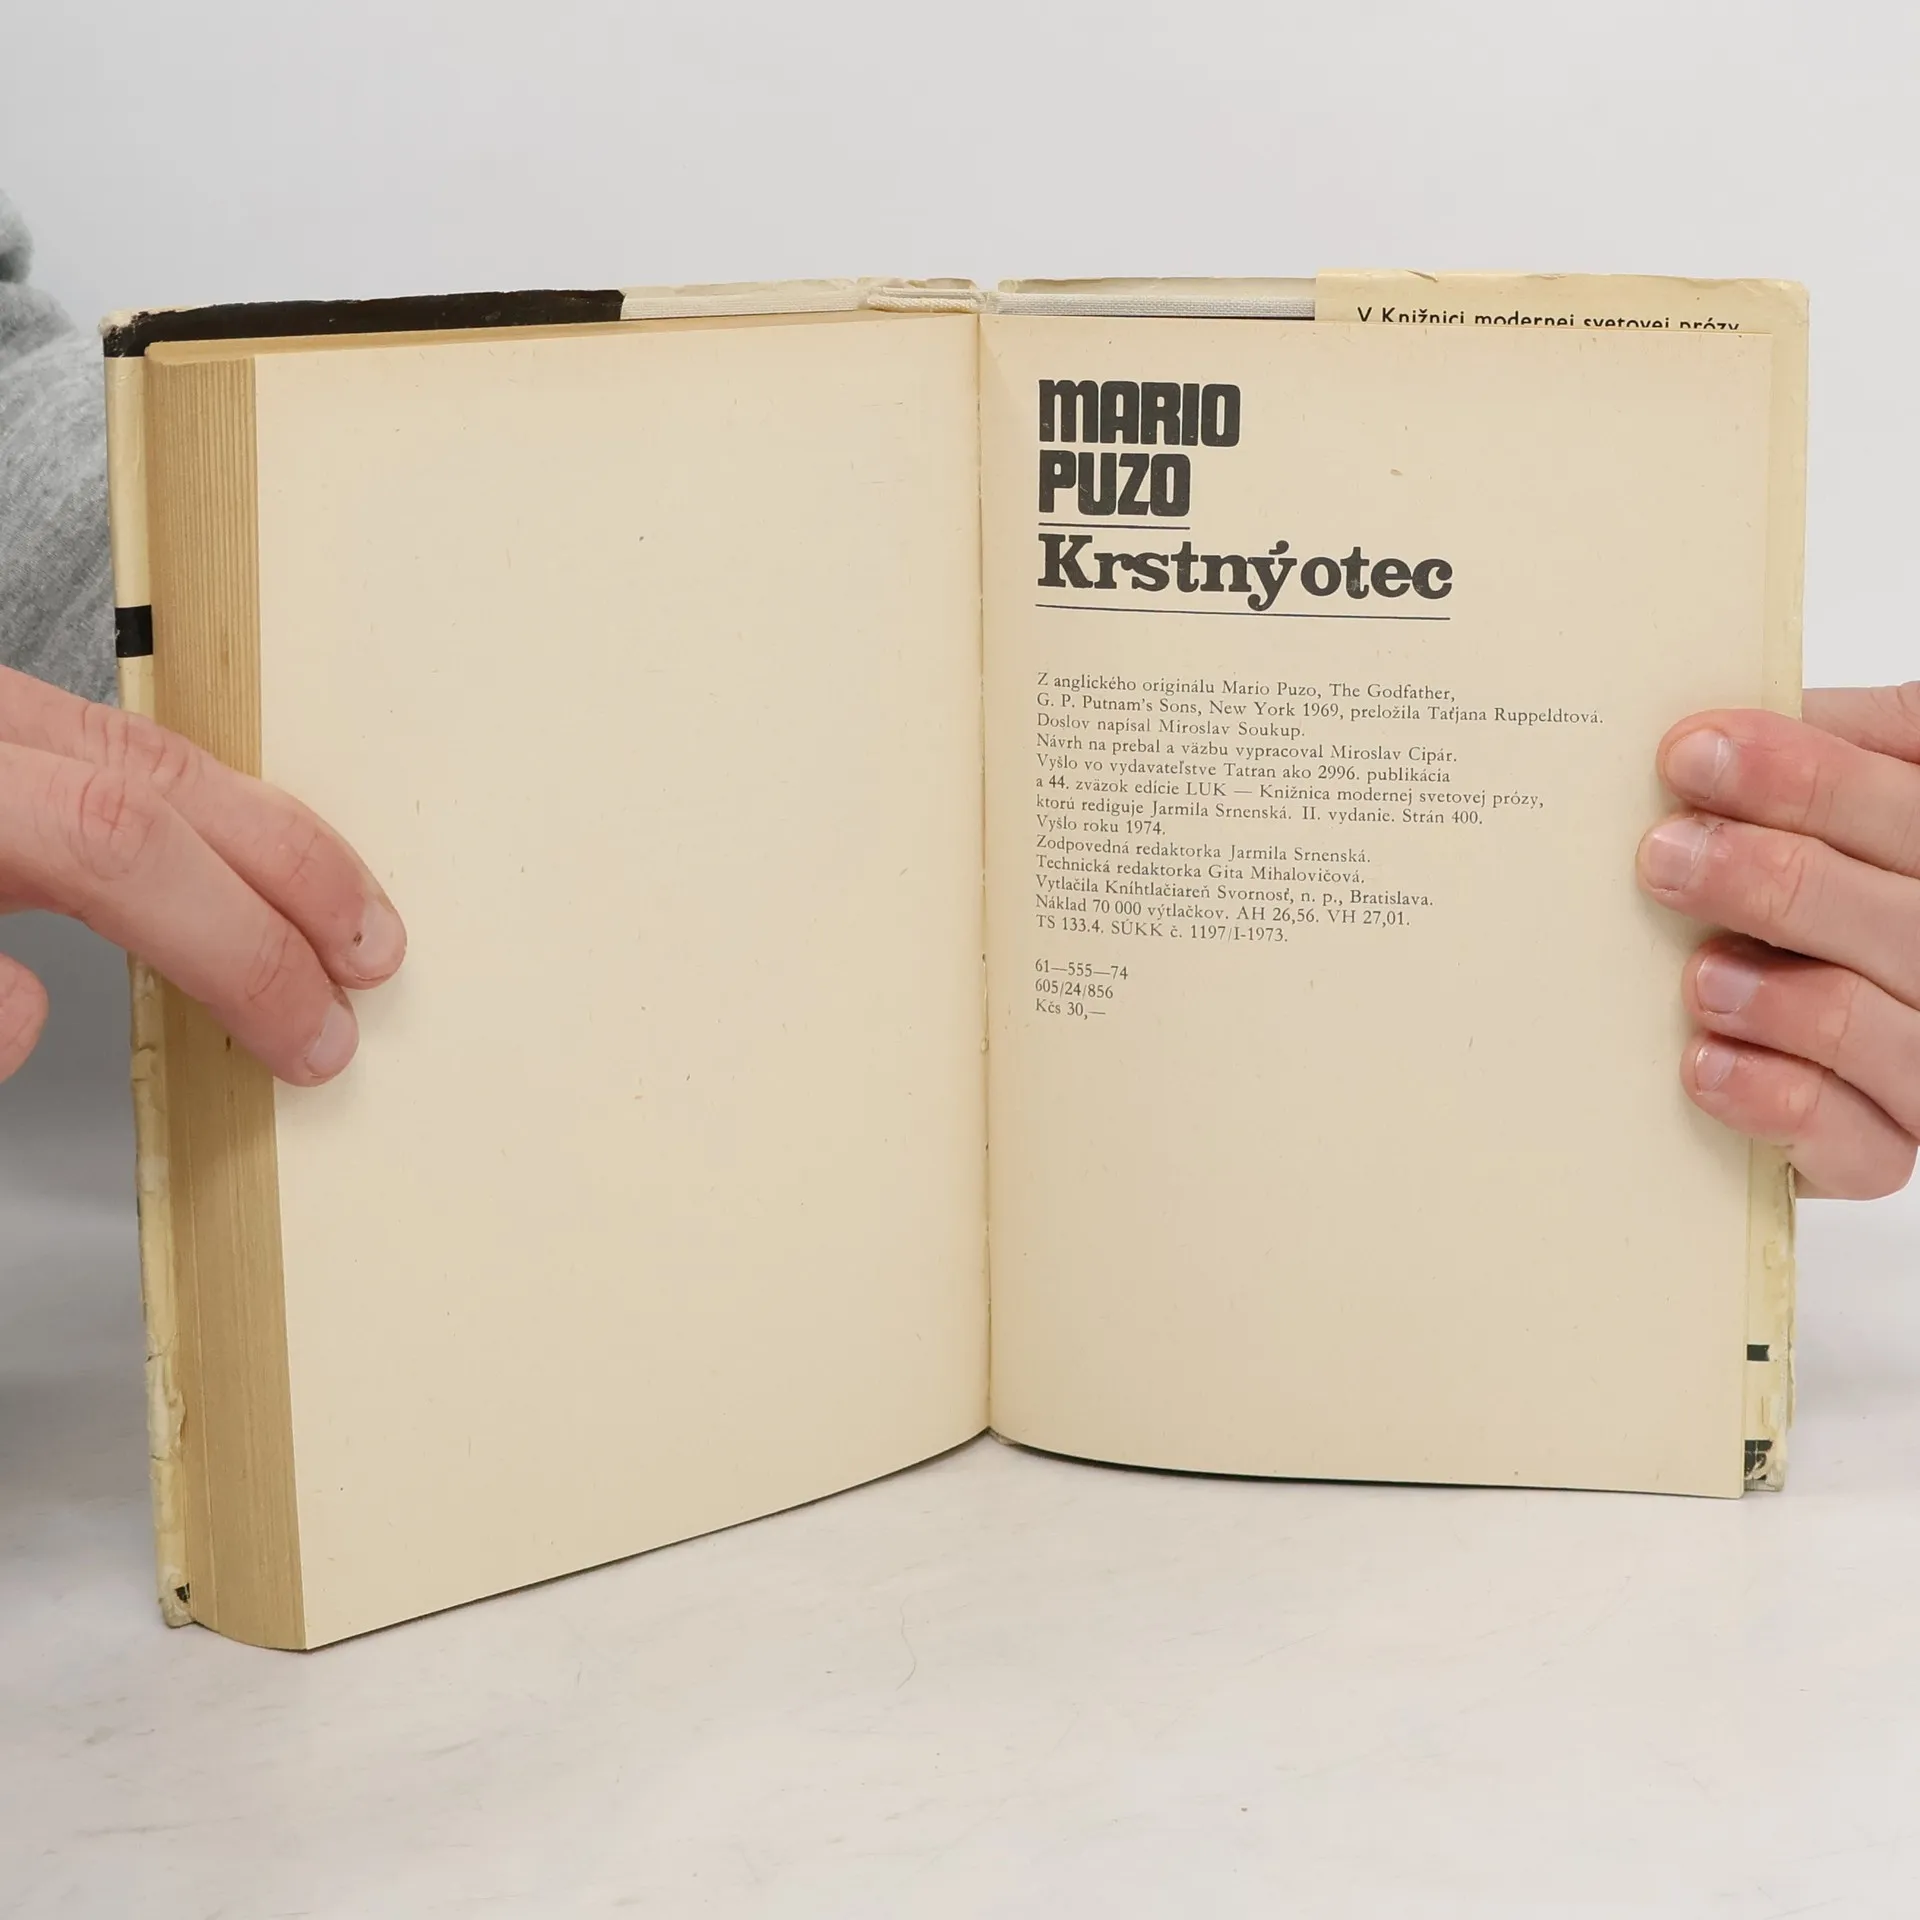 V Knižnici modernej svetovej prózy
MARIO
PUZO
Krstný otec
Z anglického originálu Mario Puzo, The Godfather,
G. P. Putnam's Sons, New York 1969, preložila Taťjana Ruppeldtová.
Doslov napísal Miroslav Soukup.
Návrh na prebal a väzbu vypracoval Miroslav Cipár.
Vyšlo vo vydavateľstve Tatran ako 2996. publikácia
a 44. zväzok edície LUK — Knižnica modernej svetovej prózy,
ktorú rediguje Jarmila Srnenská. II. vydanie. Strán 400.
Vyšlo roku 1974.
Zodpovedná redaktorka Jarmila Srnenská.
Technická redaktorka Gita Mihalovičová.
Vytlačila Kníhtlačiareň Svornosť, n. p., Bratislava.
Náklad 70 000 výtlačkov. AH 26,56. VH 27,01.
TS 133.4. SÚKK č. 1197/I-1973.
61—555—74
605/24/856
Kčs 30,—